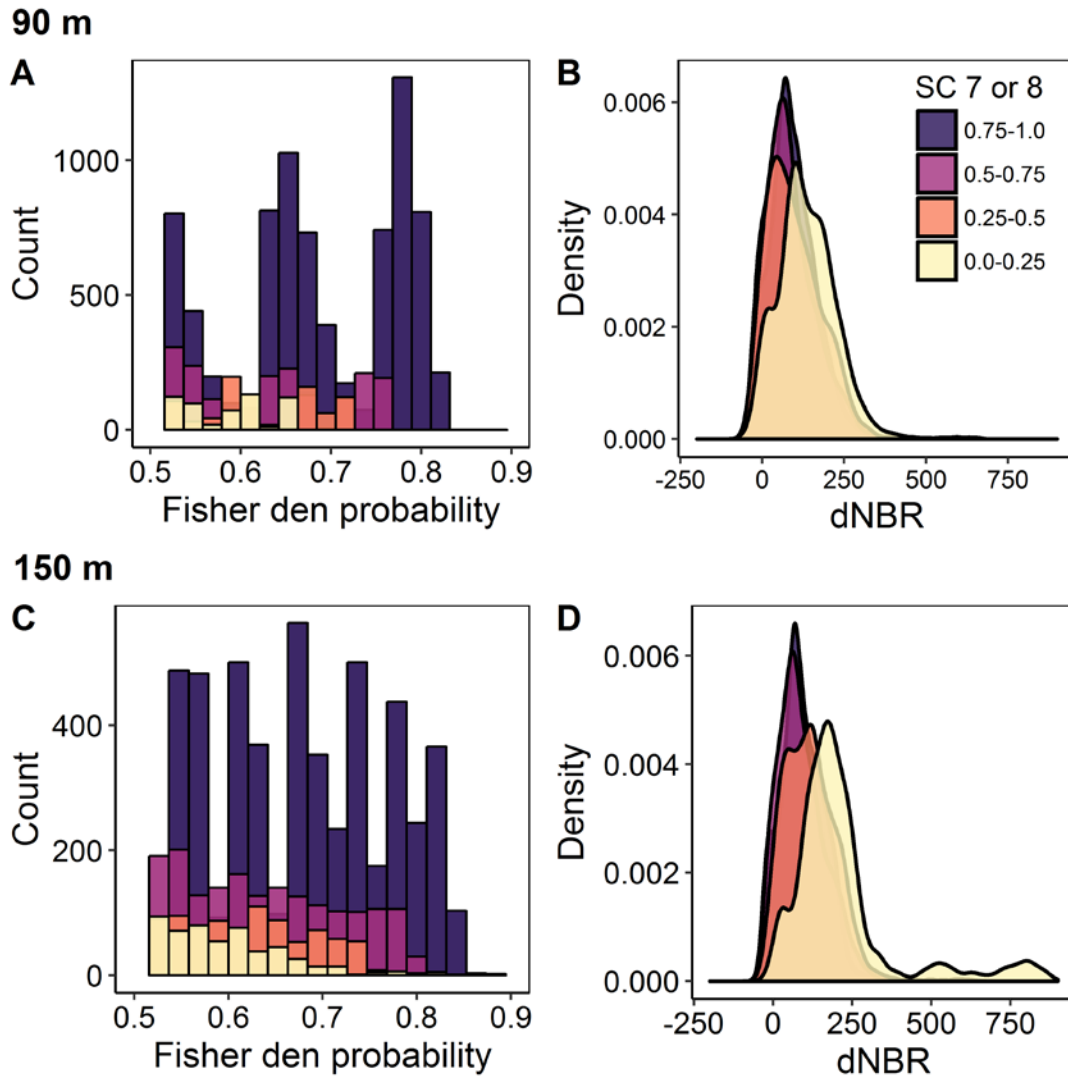 90 m
A
Count
1000
500
0
0.5 0.6 0.7 0.8 0.9
Fisher den probability
B
Density
0.006
0.004
0.002
0.000
-250 0 250 500 750
dNBR
SC 7 or 8
0.75-1.0
0.5-0.75
0.25-0.5
0.0-0.25
150 m
C
Count
400
200
0
0.5 0.6 0.7 0.8 0.9
Fisher den probability
D
Density
0.006
0.004
0.002
0.000
-250 0 250 500 750
dNBR